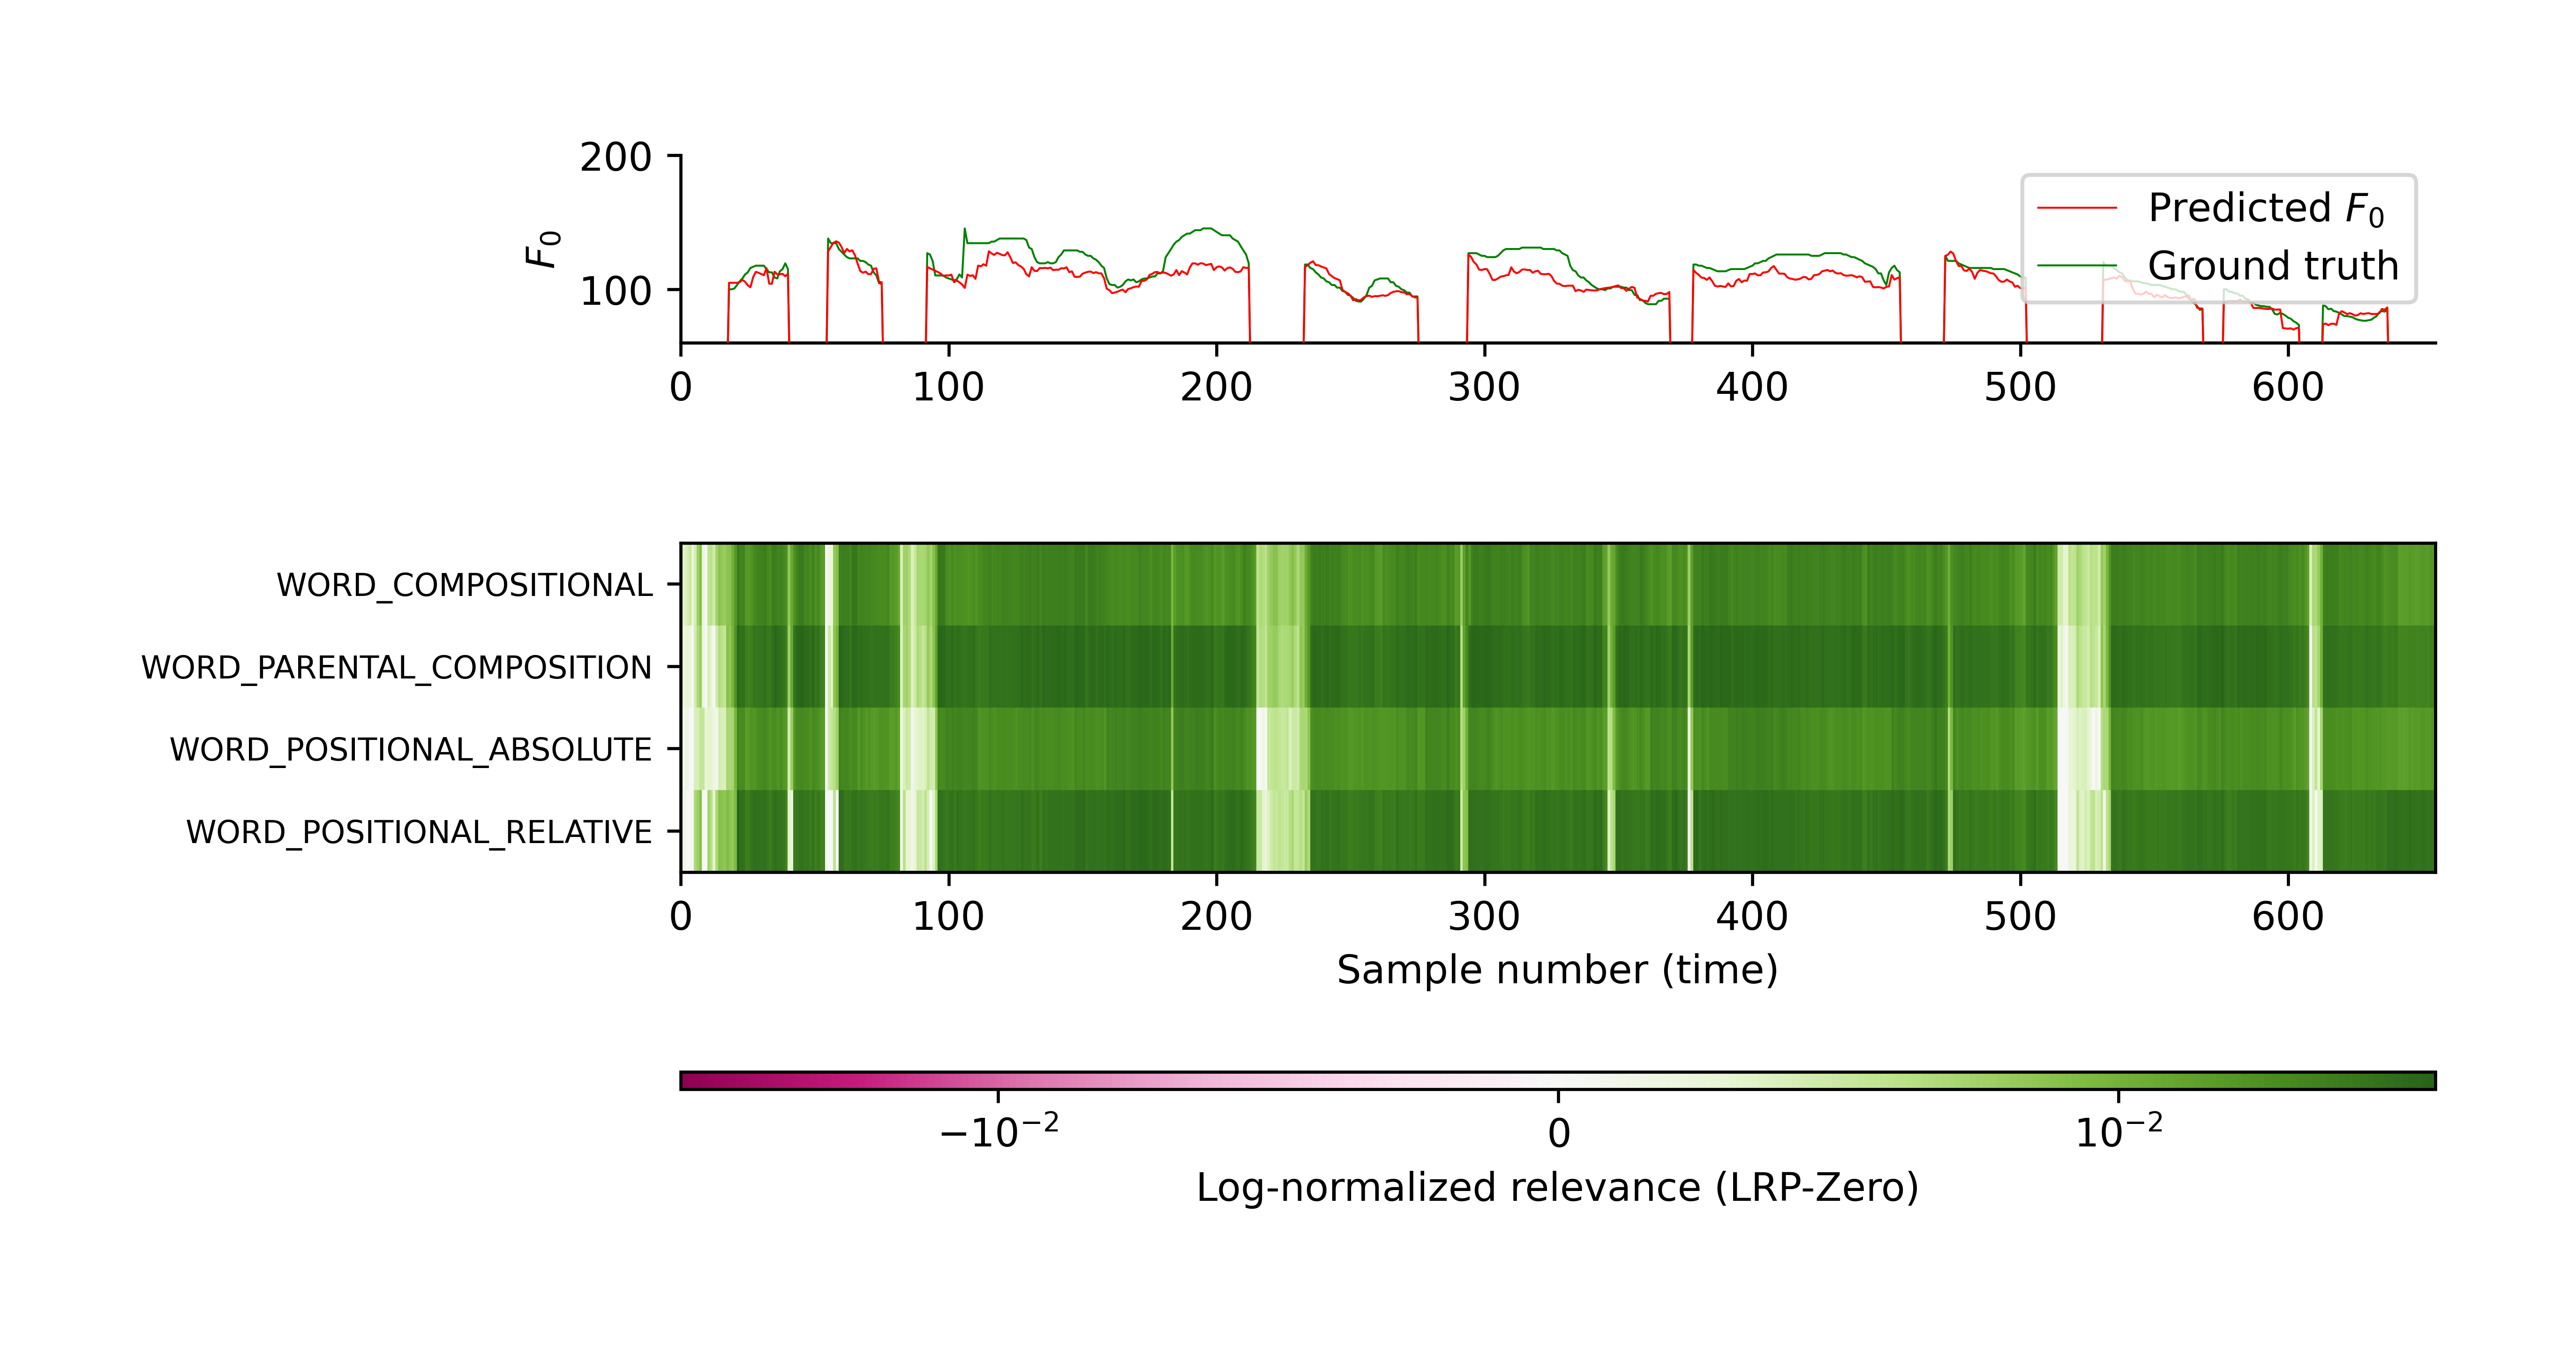 200
100
F₀
Predicted F₀
Ground truth
0 100 200 300 400 500 600
WORD_COMPOSITIONAL
WORD_PARENTAL_COMPOSITION
WORD_POSITIONAL_ABSOLUTE
WORD_POSITIONAL_RELATIVE
0 100 200 300 400 500 600
Sample number (time)
−10⁻² 0 10⁻²
Log-normalized relevance (LRP-Zero)